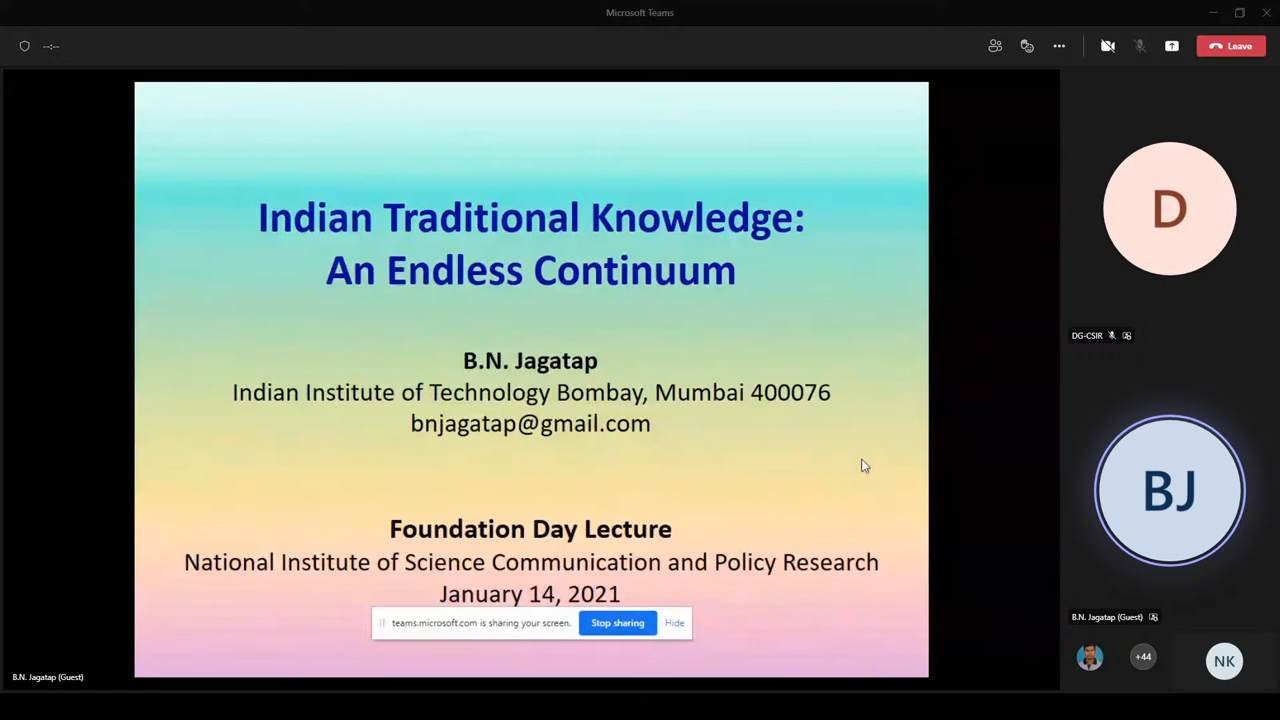 Microsoft Teams
--:--
Leave
Indian Traditional Knowledge:
An Endless Continuum
B.N. Jagatap
Indian Institute of Technology Bombay, Mumbai 400076
bnjagatap@gmail.com
Foundation Day Lecture
National Institute of Science Communication and Policy Research
January 14, 2021
teams.microsoft.com is sharing your screen.
Stop sharing
Hide
B.N. Jagatap (Guest)
D
DG-CSIR
BJ
B.N. Jagatap (Guest)
+44
NK